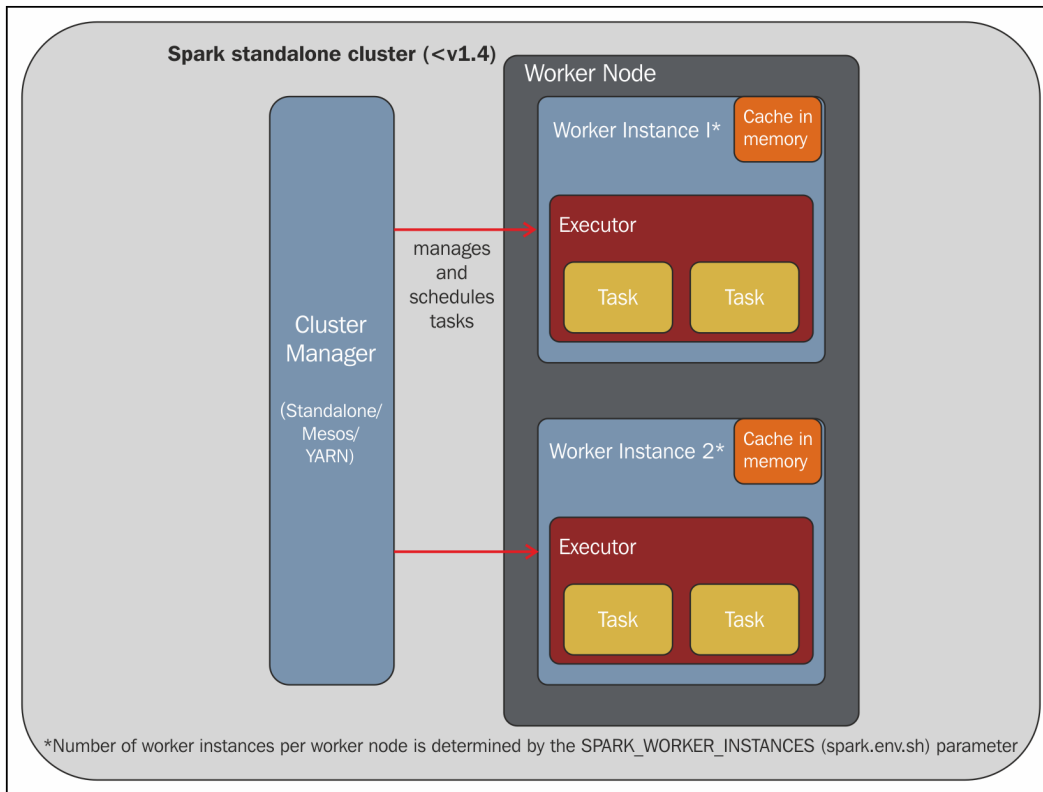 Spark standalone cluster (<v1.4)
Worker Node
Worker Instance I*
Cache in
memory
Executor
Task
Task
manages
and
schedules
tasks
Cluster
Manager
(Standalone/
Mesos/
YARN)
Worker Instance 2*
Cache in
memory
Executor
Task
Task
*Number of worker instances per worker node is determined by the SPARK_WORKER_INSTANCES (spark.env.sh) parameter